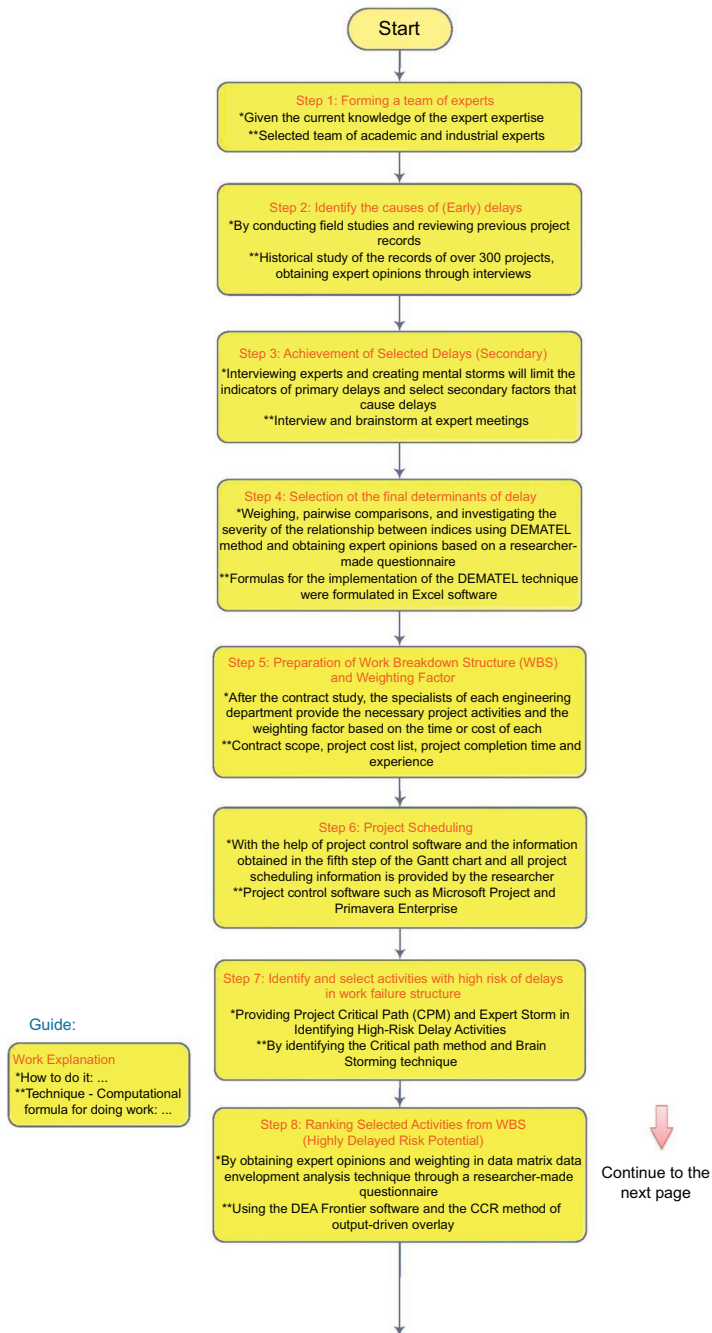 Start
Step 1: Forming a team of experts
*Given the current knowledge of the expert expertise
**Selected team of academic and industrial experts
Step 2: Identify the causes of (Early) delays
*By conducting field studies and reviewing previous project
records
**Historical study of the records of over 300 projects,
obtaining expert opinions through interviews
Step 3: Achievement of Selected Delays (Secondary)
*Interviewing experts and creating mental storms will limit the
indicators of primary delays and select secondary factors that
cause delays
**Interview and brainstorm at expert meetings
Step 4: Selection ot the final determinants of delay
*Weighing, pairwise comparisons, and investigating the
severity of the relationship between indices using DEMATEL
method and obtaining expert opinions based on a researcher-
made questionnaire
**Formulas for the implementation of the DEMATEL technique
were formulated in Excel software
Step 5: Preparation of Work Breakdown Structure (WBS)
and Weighting Factor
*After the contract study, the specialists of each engineering
department provide the necessary project activities and the
weighting factor based on the time or cost of each
**Contract scope, project cost list, project completion time and
experience
Step 6: Project Scheduling
*With the help of project control software and the information
obtained in the fifth step of the Gantt chart and all project
scheduling information is provided by the researcher
**Project control software such as Microsoft Project and
Primavera Enterprise
Step 7: Identify and select activities with high risk of delays
in work failure structure
*Providing Project Critical Path (CPM) and Expert Storm in
Identifying High-Risk Delay Activities
**By identifying the Critical path method and Brain
Storming technique
Guide:
Work Explanation
*How to do it: ...
**Technique - Computational
formula for doing work: ...
Step 8: Ranking Selected Activities from WBS
(Highly Delayed Risk Potential)
*By obtaining expert opinions and weighting in data matrix data
envelopment analysis technique through a researcher-made
questionnaire
**Using the DEA Frontier software and the CCR method of
output-driven overlay
Continue to the
next page